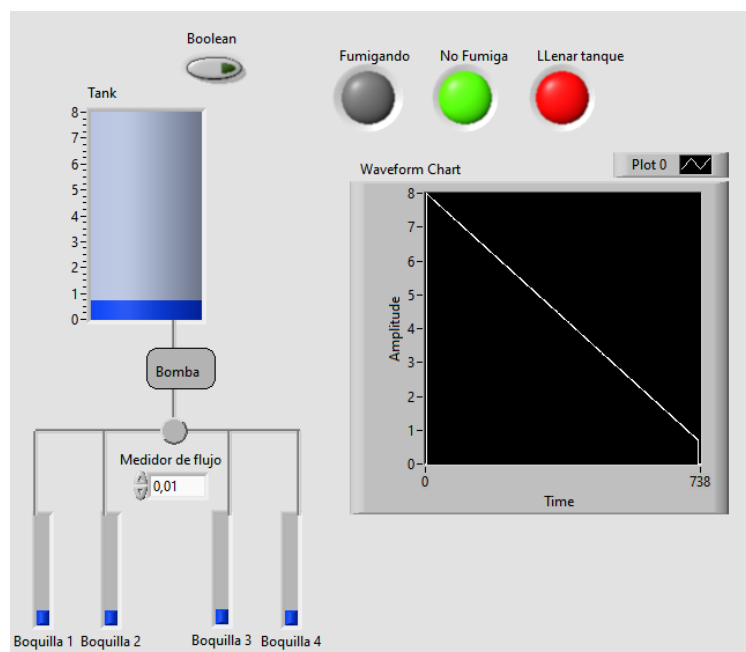 Boolean
Fumigando
No Fumiga
LLenar tanque
Tank
8
7
6
5
4
3
2
1
0
Bomba
Medidor de flujo
0,01
Boquilla 1
Boquilla 2
Boquilla 3
Boquilla 4
Waveform Chart
Plot 0
Amplitude
8
7
6
5
4
3
2
1
0
0
738
Time